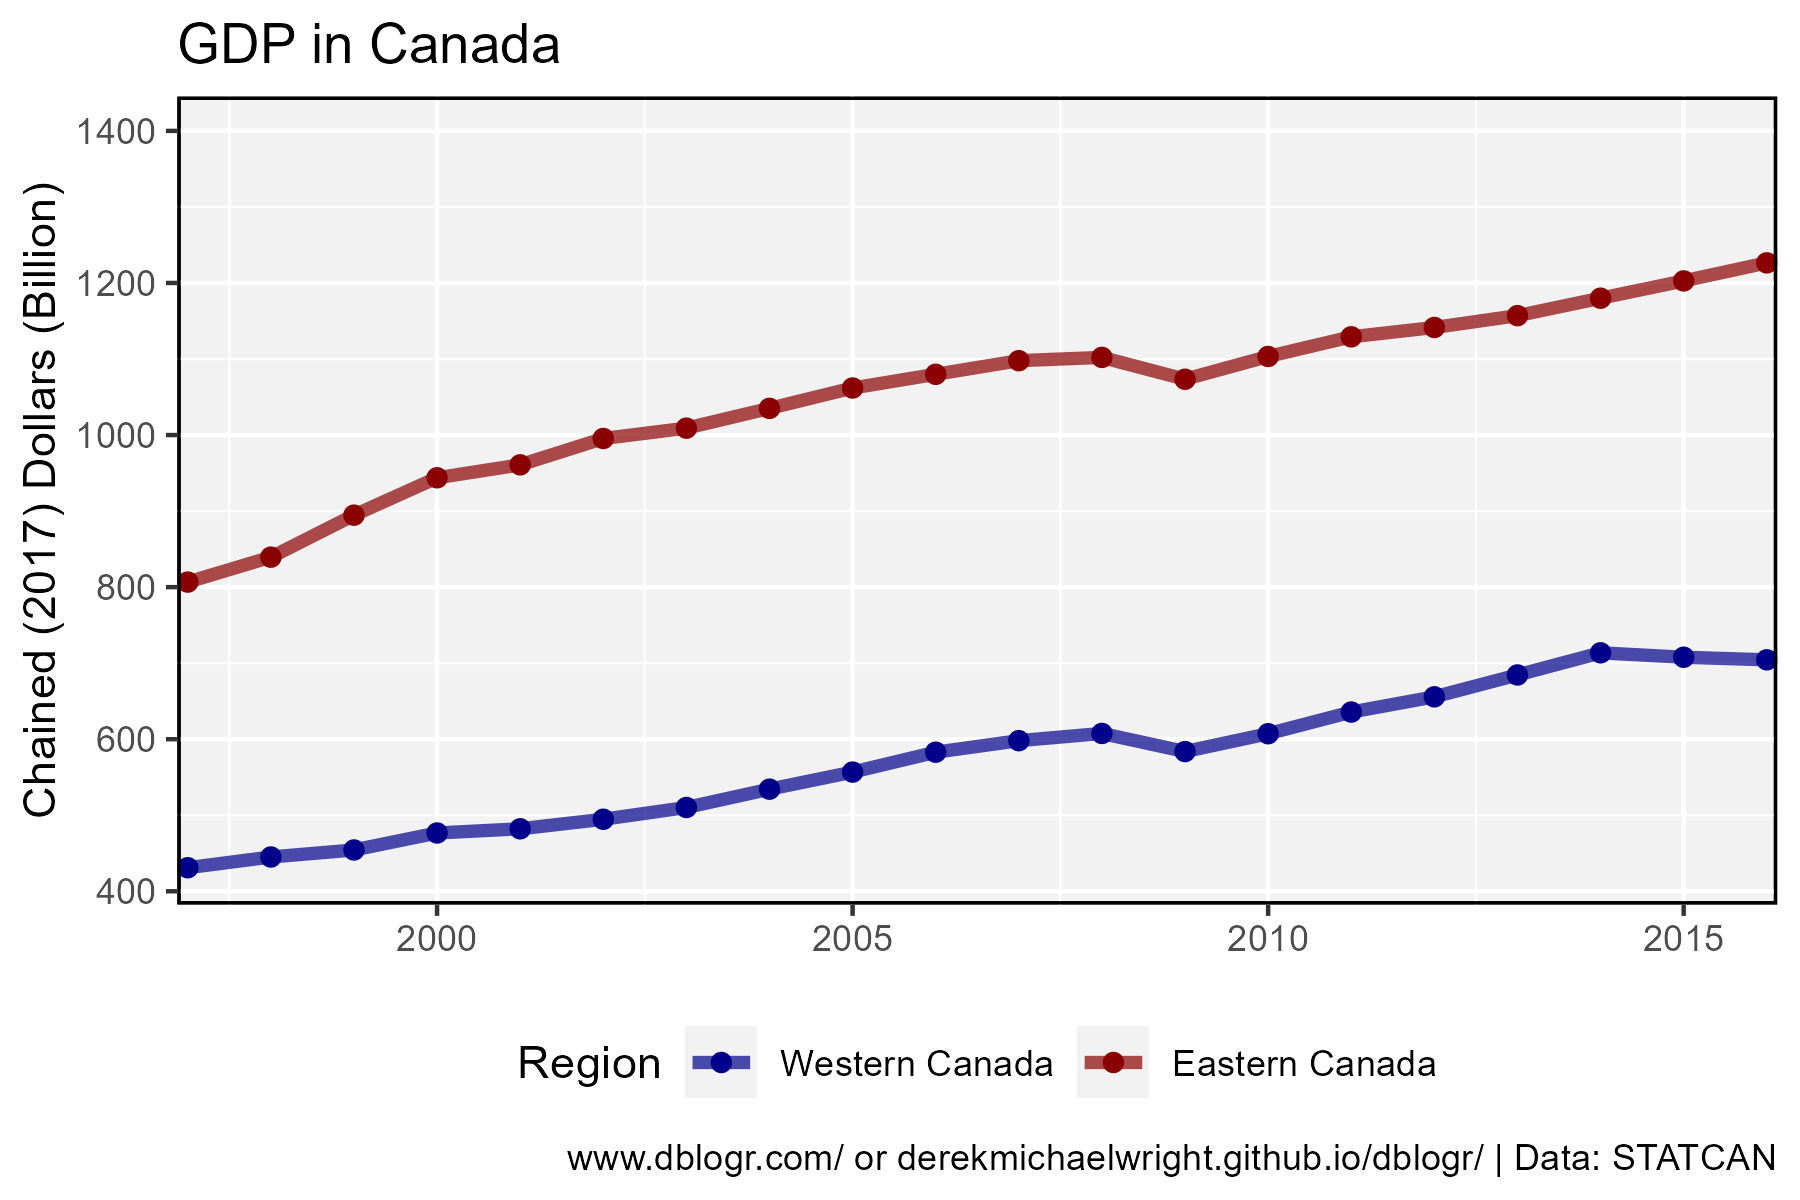 GDP in Canada
Chained (2017) Dollars (Billion)
1400
1200
1000
800
600
400
2000 2005 2010 2015
Region Western Canada Eastern Canada
www.dblogr.com/ or derekmichaelwright.github.io/dblogr/ | Data: STATCAN